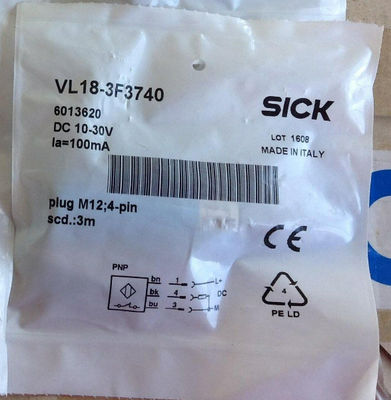 VL18-3F3740
6013620
DC 10-30V
Ia=100mA
SICK
LOT 1608
MADE IN ITALY
plug M12;4-pin
scd.:3m
CE
PNP
bn 1 L+
bk 4 DC
bu 3 M
4
PE LD